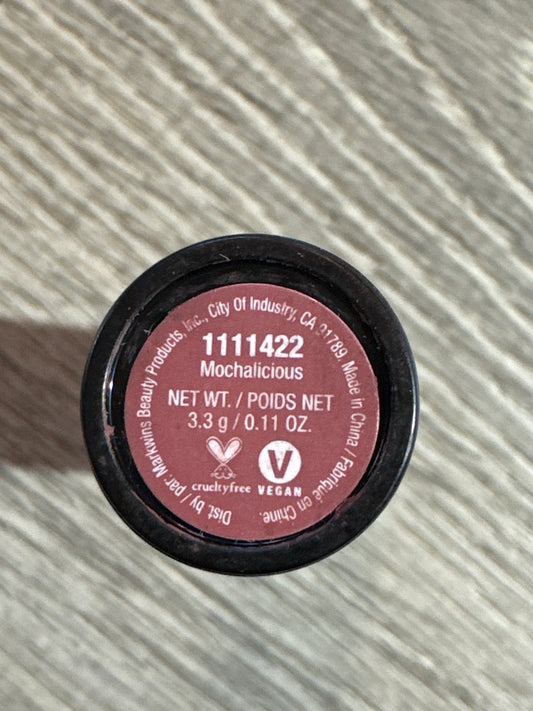 1111422
Mochalicious
NET WT. / POIDS NET
3.3 g / 0.11 OZ.
crueltyfree
V
VEGAN
Dist. by / par: Markwins Beauty Products, Inc., City Of Industry, CA 91789. Made in China / Fabriqué en Chine.